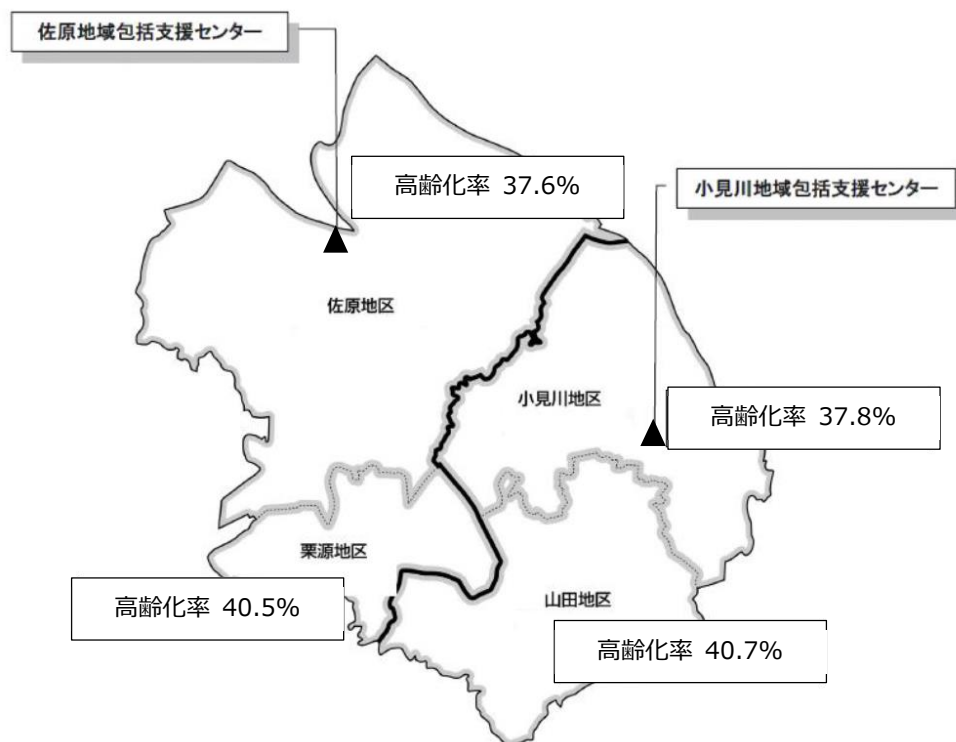 佐原地域包括支援センター
高齢化率 37.6%
小見川地域包括支援センター
佐原地区
小見川地区
高齢化率 37.8%
栗源地区
山田地区
高齢化率 40.5%
高齢化率 40.7%